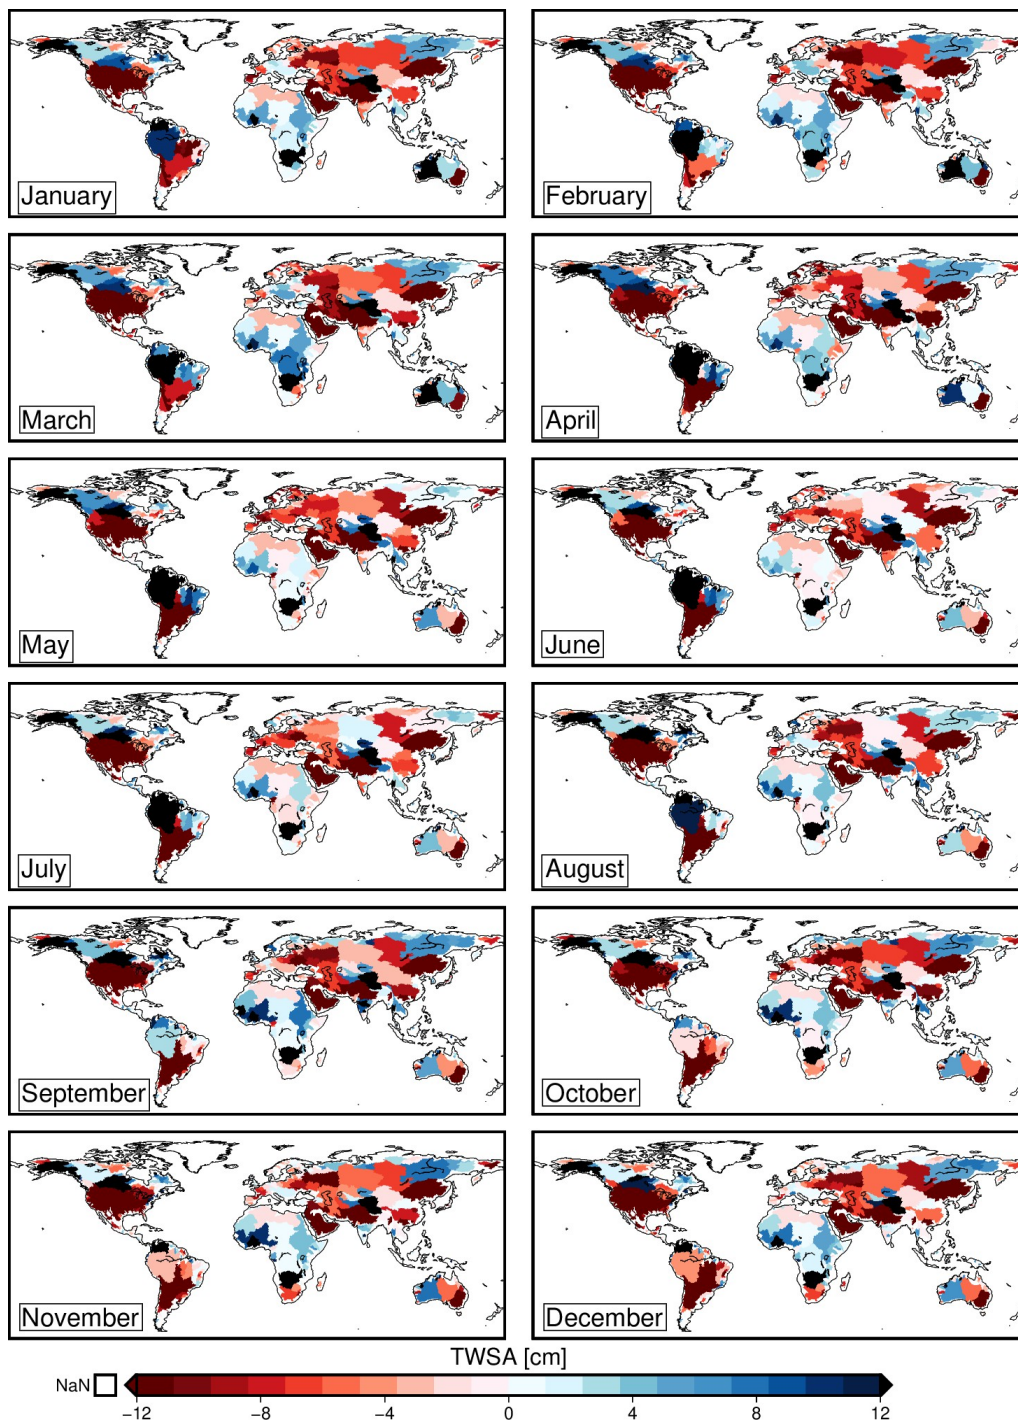 January
February
March
April
May
June
July
August
September
October
November
December
TWSA [cm]
NaN
−12 −8 −4 0 4 8 12